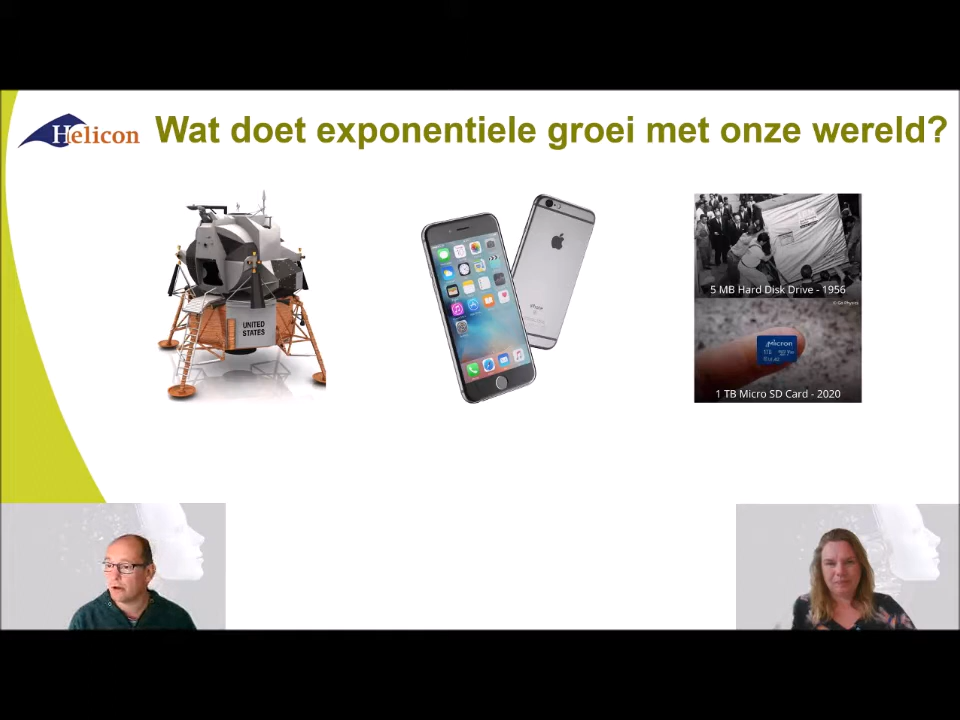 Helicon
Wat doet exponentiele groei met onze wereld?
UNITED
STATES
iPhone
5 MB Hard Disk Drive - 1956
Micron
1 TB Micro SD Card - 2020